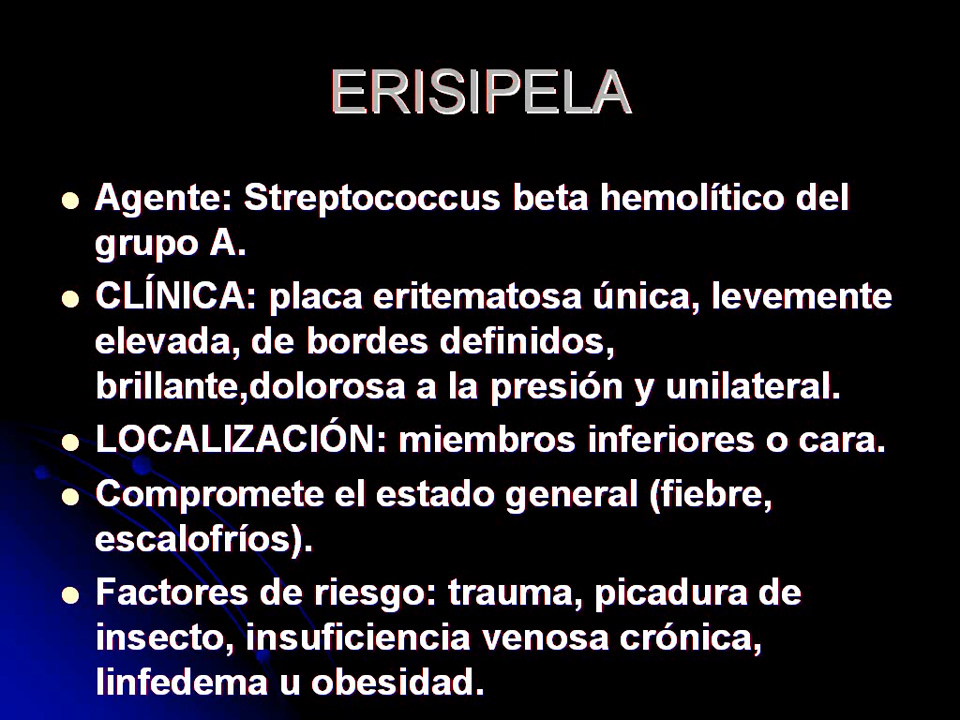 ERISIPELA
Agente: Streptococcus beta hemolítico del
grupo A.
CLÍNICA: placa eritematosa única, levemente
elevada, de bordes definidos,
brillante,dolorosa a la presión y unilateral.
LOCALIZACIÓN: miembros inferiores o cara.
Compromete el estado general (fiebre,
escalofríos).
Factores de riesgo: trauma, picadura de
insecto, insuficiencia venosa crónica,
linfedema u obesidad.